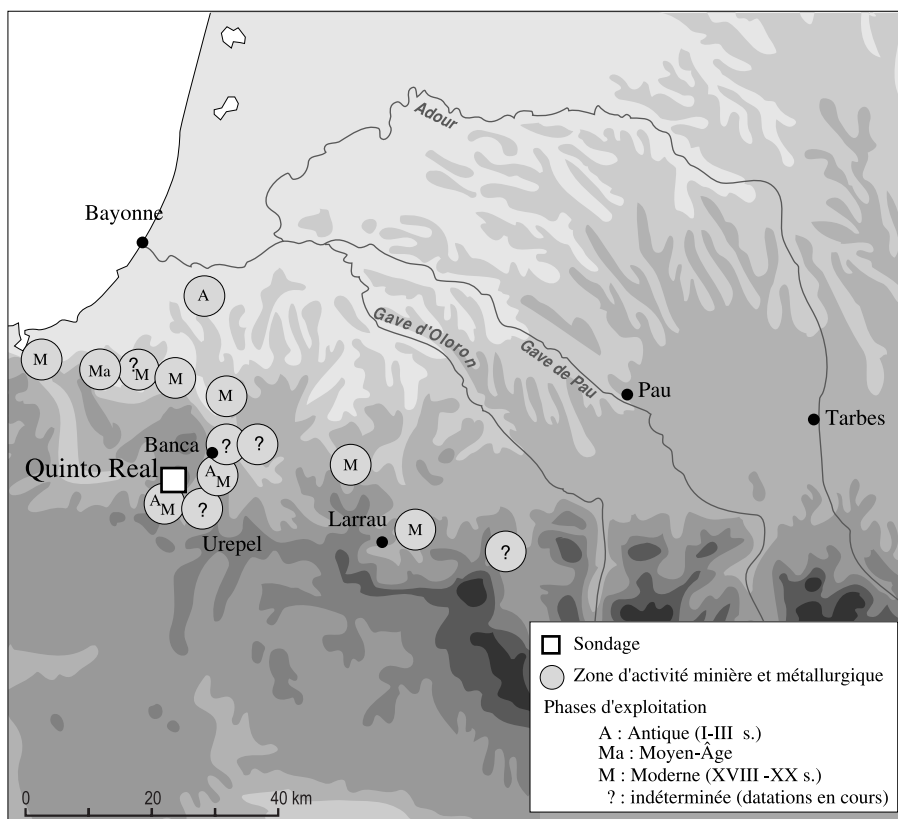 Adour
Bayonne
A
Gave d'Oloron
Gave de Pau
M
Ma
? M
M
M
Pau
Tarbes
Banca
?
?
M
Quinto Real
A M
A M
?
Urepel
Larrau
M
?
Sondage
Zone d'activité minière et métallurgique
Phases d'exploitation
A : Antique (I-III s.)
Ma : Moyen-Âge
M : Moderne (XVIII -XX s.)
? : indéterminée (datations en cours)
0 20 40 km